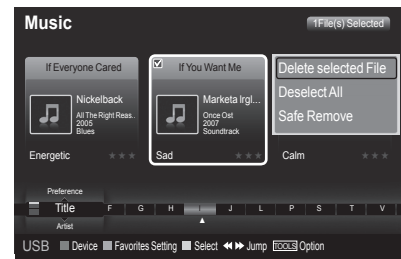 Music
1File(s) Selected
If Everyone Cared
Nickelback
All The Right Reas..
2005
Blues
Energetic
If You Want Me
Marketa Irgl...
Once Ost
2007
Soundtrack
Sad
Delete selected File
Deselect All
Safe Remove
Calm
Preference
Title F G H I J L P S T V
Artist
USB Device Favorites Setting Select Jump TOOLS Option